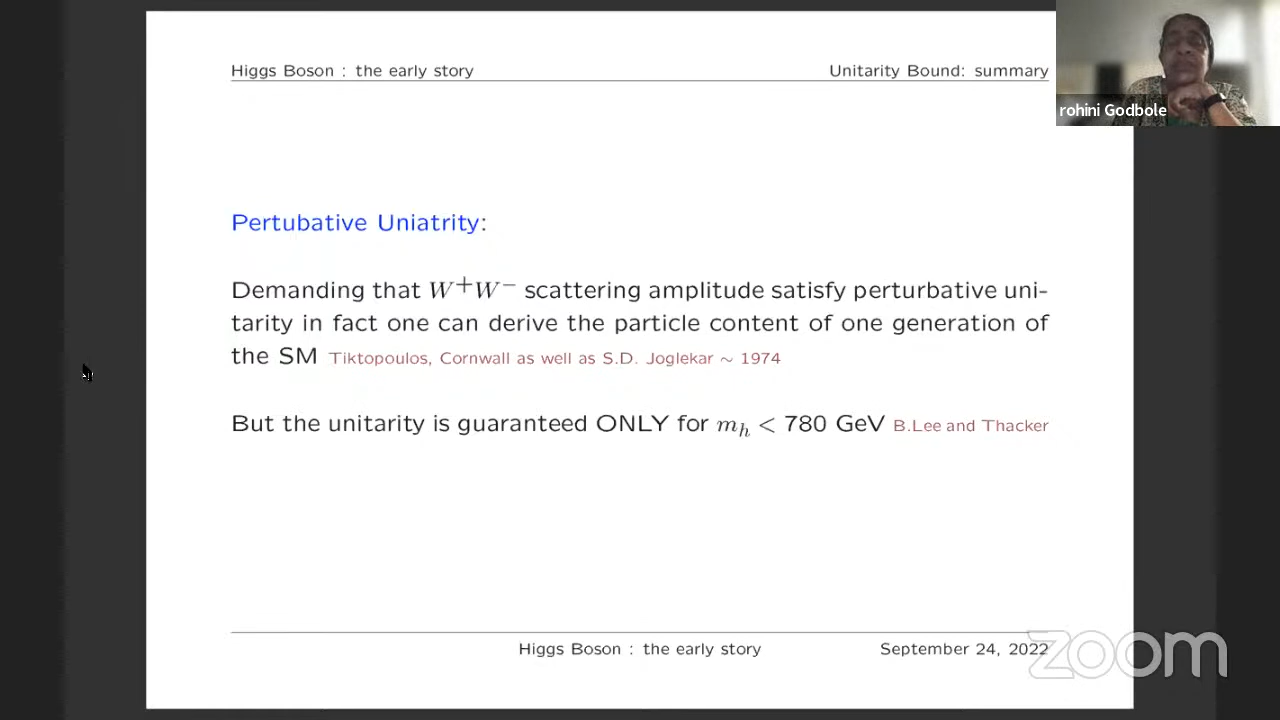 Higgs Boson : the early story
Unitarity Bound: summary
rohini Godbole
Pertubative Uniatrity:
Demanding that W⁺W⁻ scattering amplitude satisfy perturbative uni-
tarity in fact one can derive the particle content of one generation of
the SM Tiktopoulos, Cornwall as well as S.D. Joglekar ∼ 1974
But the unitarity is guaranteed ONLY for mₕ < 780 GeV B.Lee and Thacker
Higgs Boson : the early story
September 24, 2022
zoom